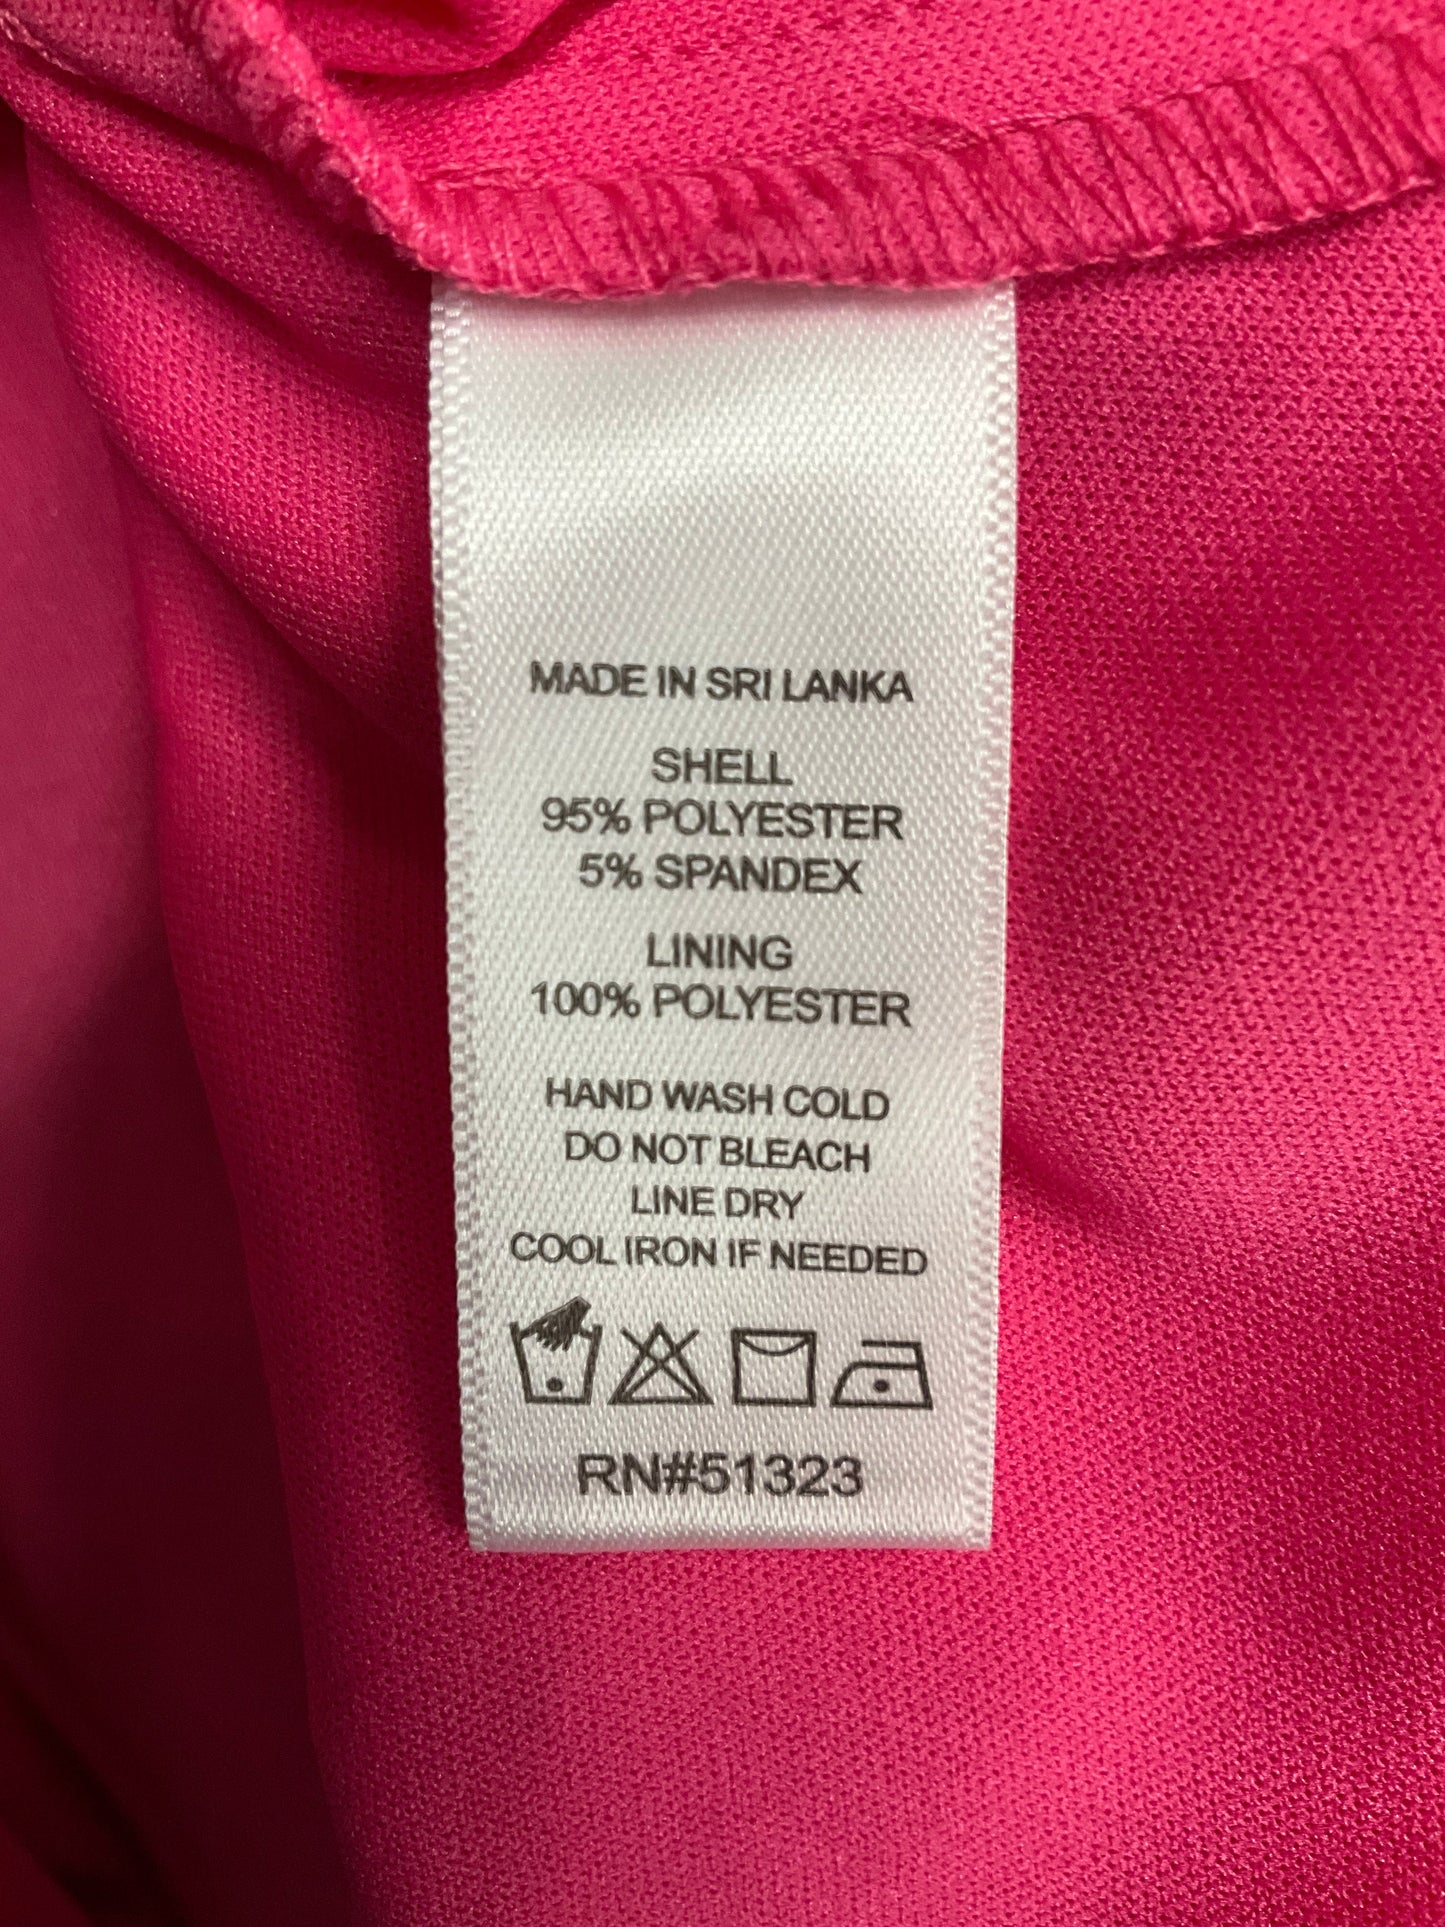 MADE IN SRI LANKA
SHELL
95% POLYESTER
5% SPANDEX
LINING
100% POLYESTER
HAND WASH COLD
DO NOT BLEACH
LINE DRY
COOL IRON IF NEEDED
RN#51323